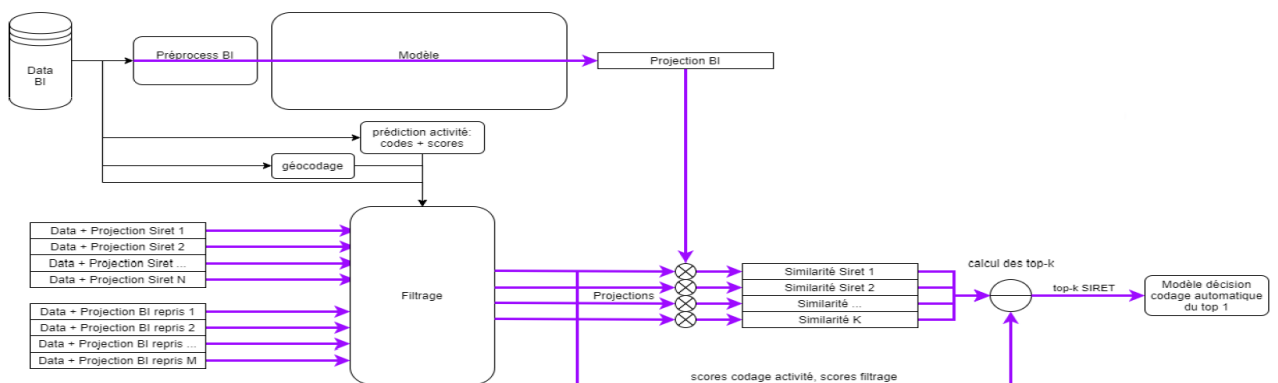 Data
BI
Préprocess BI
Modèle
Projection BI
prédiction activité:
codes + scores
géocodage
Data + Projection Siret 1
Data + Projection Siret 2
Data + Projection Siret ...
Data + Projection Siret N
Data + Projection BI repris 1
Data + Projection BI repris 2
Data + Projection BI repris ...
Data + Projection BI repris M
Filtrage
Projections
Similarité Siret 1
Similarité Siret 2
Similarité ...
Similarité K
calcul des top-k
top-k SIRET
Modèle décision
codage automatique
du top 1
scores codage activité, scores filtrage